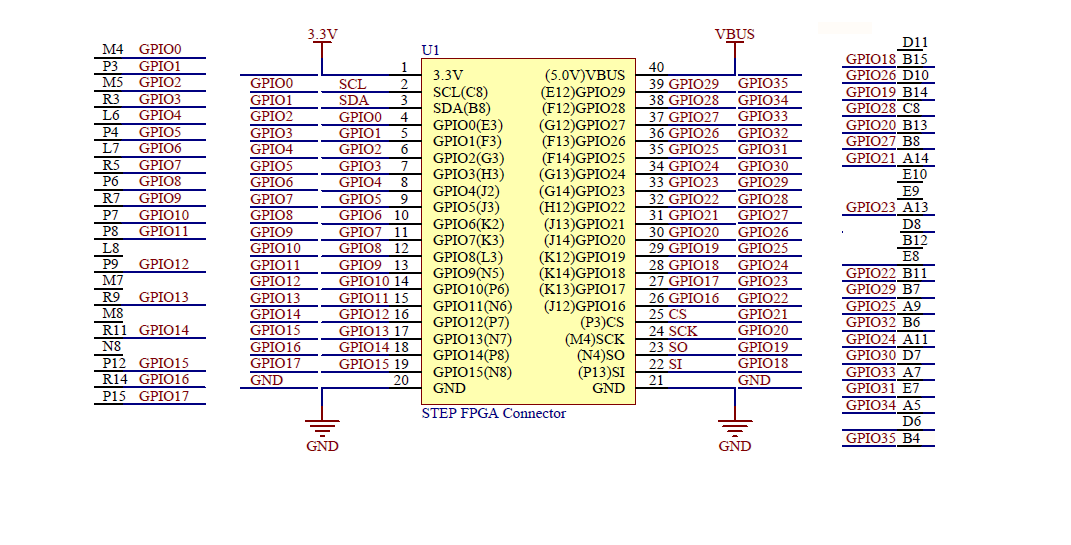 3.3V VBUS
U1
M4 GPIO0
P3 GPIO1
M5 GPIO2
R3 GPIO3
L6 GPIO4
P4 GPIO5
L7 GPIO6
R5 GPIO7
P6 GPIO8
R7 GPIO9
P7 GPIO10
P8 GPIO11
L8
P9 GPIO12
M7
R9 GPIO13
M8
R11 GPIO14
N8
P12 GPIO15
R14 GPIO16
P15 GPIO17
1 3.3V (5.0V)VBUS 40
GPIO0 SCL 2 SCL(C8) (E12)GPIO29 39 GPIO29 GPIO35
GPIO1 SDA 3 SDA(B8) (F12)GPIO28 38 GPIO28 GPIO34
GPIO2 GPIO0 4 GPIO0(E3) (G12)GPIO27 37 GPIO27 GPIO33
GPIO3 GPIO1 5 GPIO1(F3) (F13)GPIO26 36 GPIO26 GPIO32
GPIO4 GPIO2 6 GPIO2(G3) (F14)GPIO25 35 GPIO25 GPIO31
GPIO5 GPIO3 7 GPIO3(H3) (G13)GPIO24 34 GPIO24 GPIO30
GPIO6 GPIO4 8 GPIO4(J2) (G14)GPIO23 33 GPIO23 GPIO29
GPIO7 GPIO5 9 GPIO5(J3) (H12)GPIO22 32 GPIO22 GPIO28
GPIO8 GPIO6 10 GPIO6(K2) (J13)GPIO21 31 GPIO21 GPIO27
GPIO9 GPIO7 11 GPIO7(K3) (J14)GPIO20 30 GPIO20 GPIO26
GPIO10 GPIO8 12 GPIO8(L3) (K12)GPIO19 29 GPIO19 GPIO25
GPIO11 GPIO9 13 GPIO9(N5) (K14)GPIO18 28 GPIO18 GPIO24
GPIO12 GPIO10 14 GPIO10(P6) (K13)GPIO17 27 GPIO17 GPIO23
GPIO13 GPIO11 15 GPIO11(N6) (J12)GPIO16 26 GPIO16 GPIO22
GPIO14 GPIO12 16 GPIO12(P7) (P3)CS 25 CS GPIO21
GPIO15 GPIO13 17 GPIO13(N7) (M4)SCK 24 SCK GPIO20
GPIO16 GPIO14 18 GPIO14(P8) (N4)SO 23 SO GPIO19
GPIO17 GPIO15 19 GPIO15(N8) (P13)SI 22 SI GPIO18
GND 20 GND GND 21 GND
STEP FPGA Connector
GND GND
D11
GPIO18 B15
GPIO26 D10
GPIO19 B14
GPIO28 C8
GPIO20 B13
GPIO27 B8
GPIO21 A14
E10
E9
GPIO23 A13
D8
B12
E8
GPIO22 B11
GPIO29 B7
GPIO25 A9
GPIO32 B6
GPIO24 A11
GPIO30 D7
GPIO33 A7
GPIO31 E7
GPIO34 A5
D6
GPIO35 B4